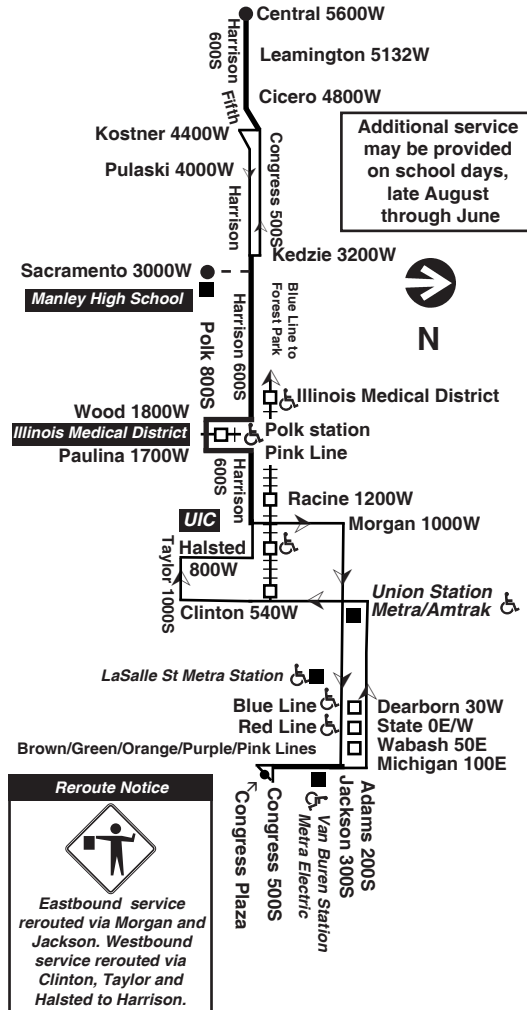 Central 5600W
Harrison
600S
Leamington 5132W
Cicero 4800W
Fifth
Kostner 4400W
Additional service
may be provided
on school days,
late August
through June
Pulaski 4000W
Congress 500S
Harrison
Kedzie 3200W
Sacramento 3000W
Manley High School
Harrison 600S
Blue Line to
Forest Park
N
Polk 800S
Illinois Medical District
Wood 1800W
Illinois Medical District
Polk station
Paulina 1700W
Pink Line
Harrison
600S
Racine 1200W
UIC
Morgan 1000W
Halsted
800W
Taylor 1000S
Union Station
Metra/Amtrak
Clinton 540W
LaSalle St Metra Station
Blue Line
Dearborn 30W
Red Line
State 0E/W
Brown/Green/Orange/Purple/Pink Lines
Wabash 50E
Michigan 100E
Congress Plaza
Congress 500S
Van Buren Station
Metra Electric
Jackson 300S
Adams 200S
Reroute Notice
Eastbound service
rerouted via Morgan and
Jackson. Westbound
service rerouted via
Clinton, Taylor and
Halsted to Harrison.